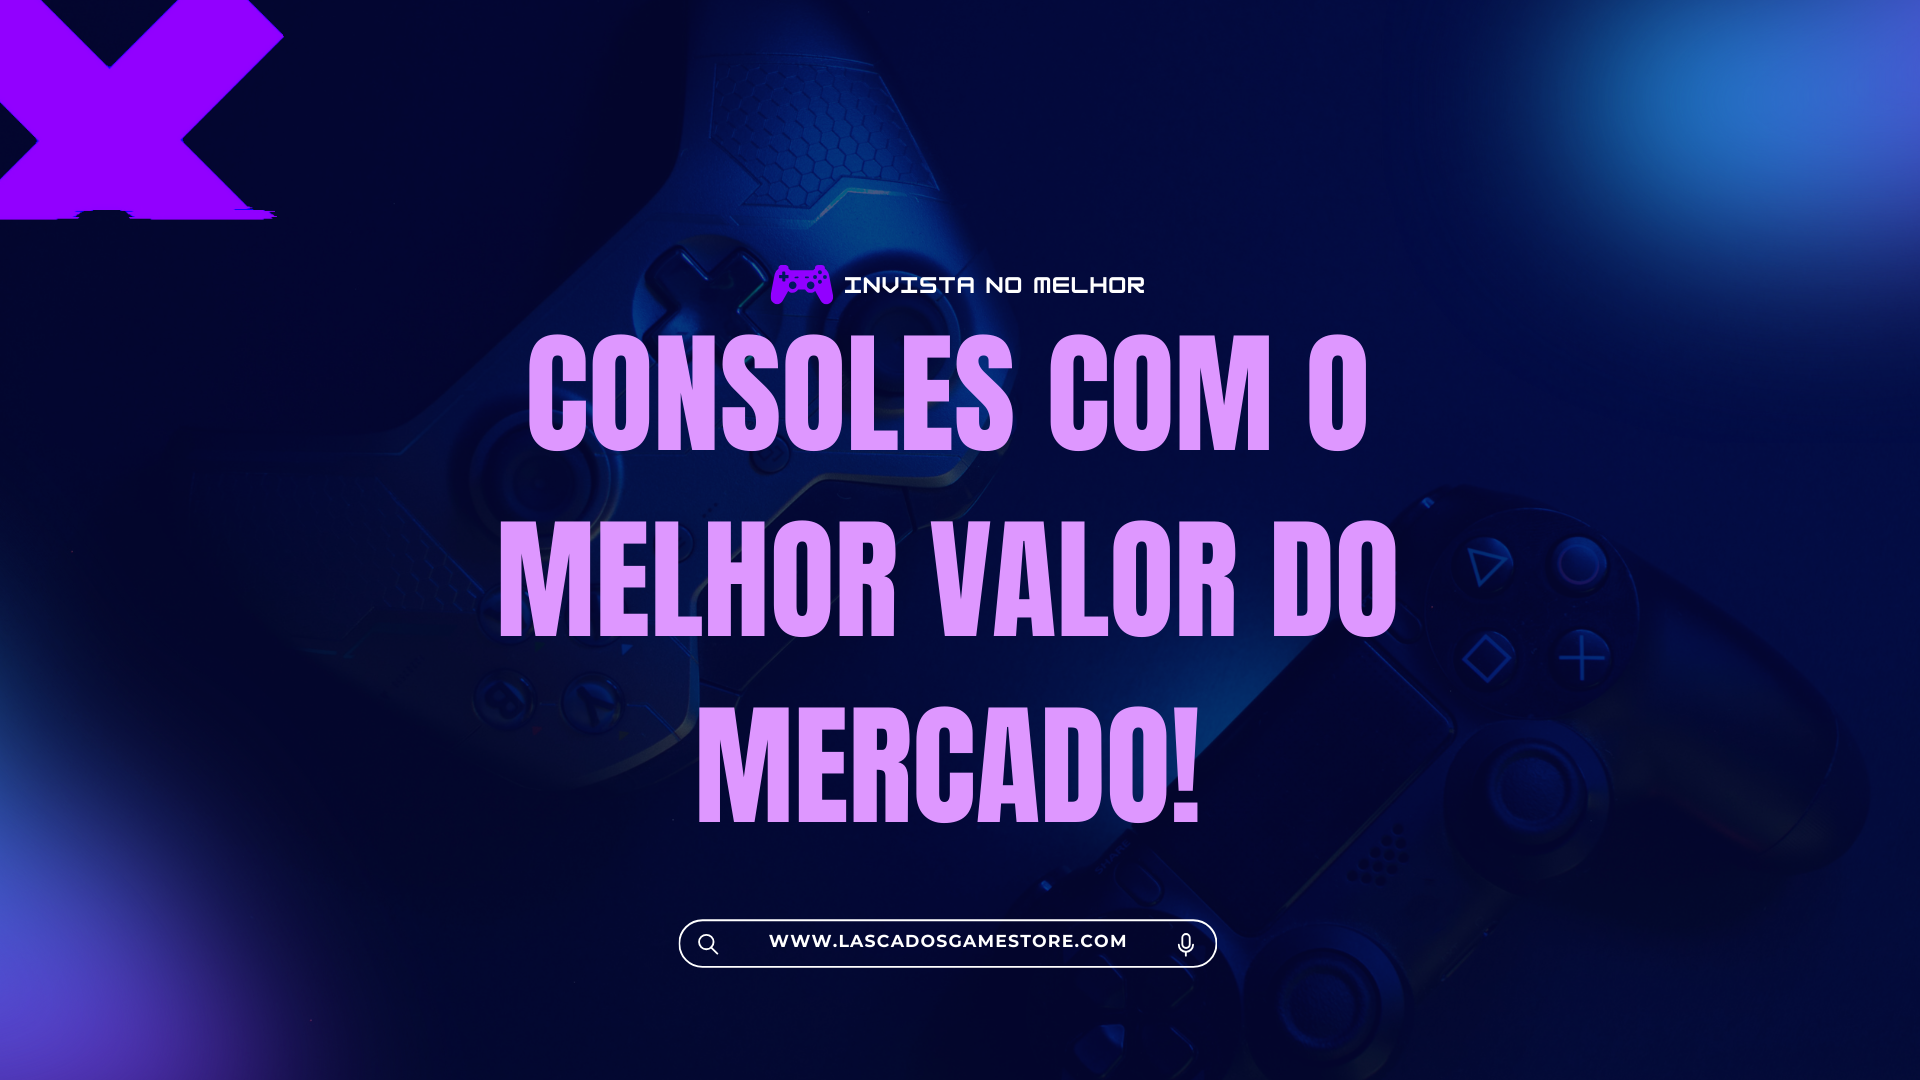 INVISTA NO MELHOR
CONSOLES COM O
MELHOR VALOR DO
MERCADO!
WWW.LASCADOSGAMESTORE.COM